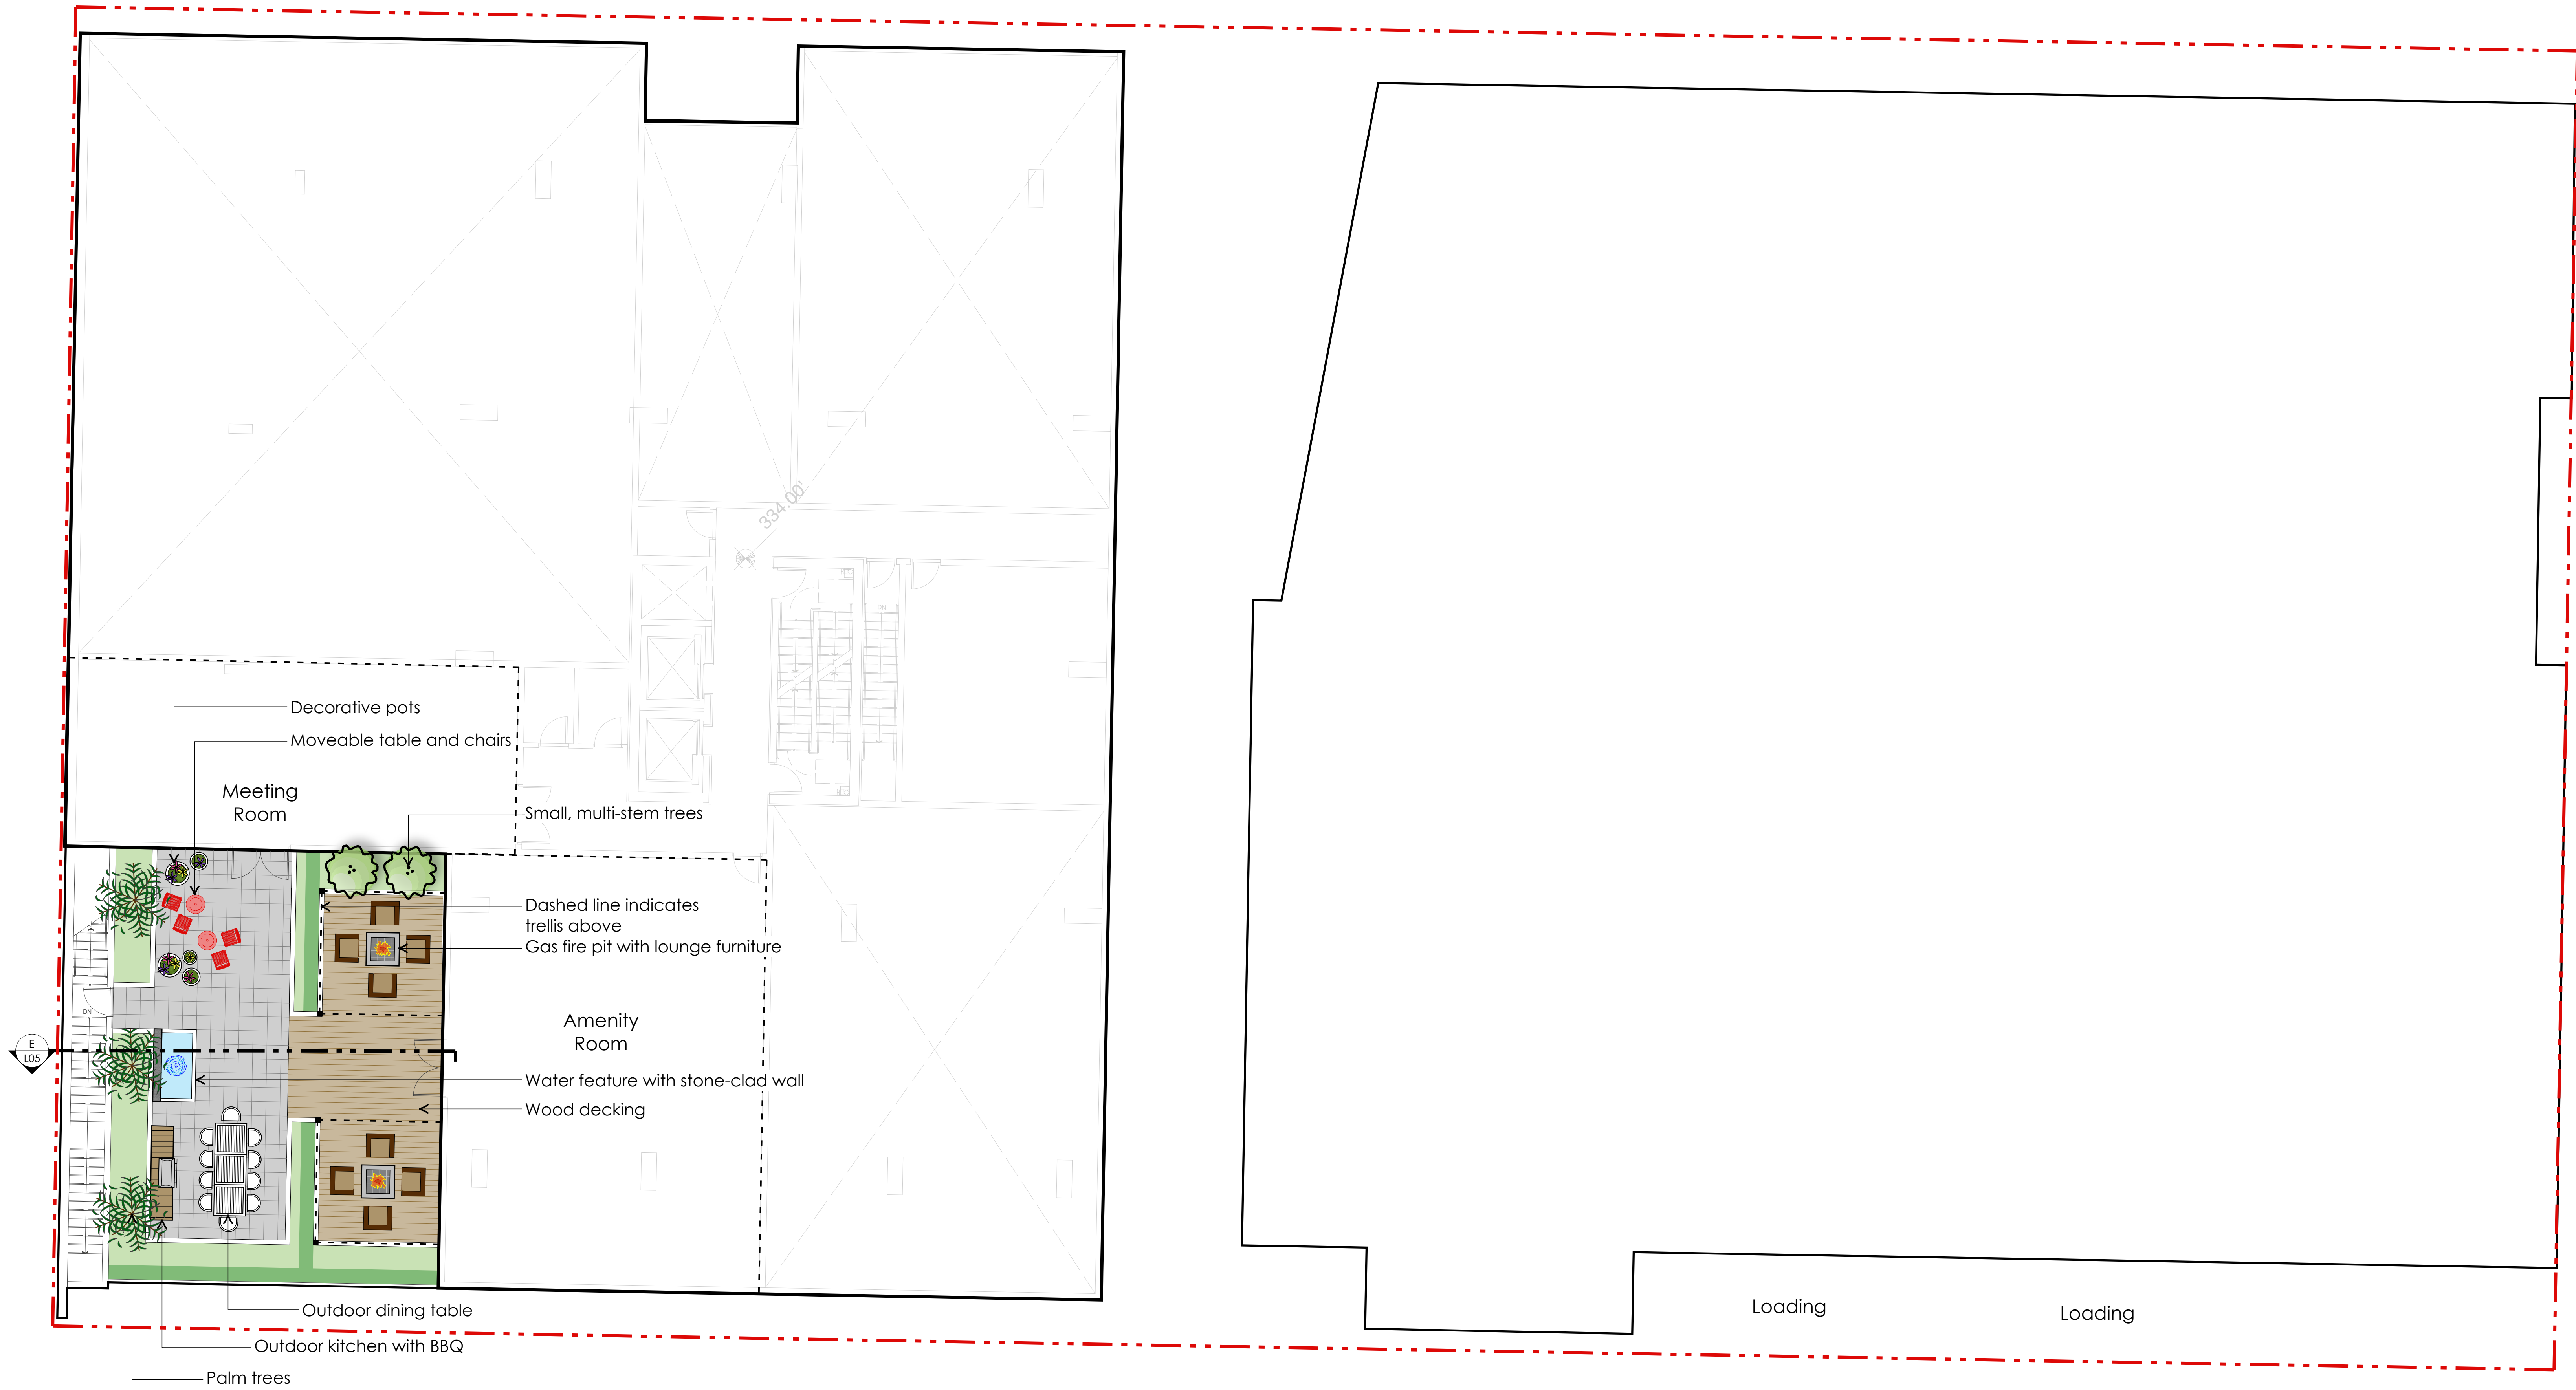 334.00'
DN
Decorative pots
Moveable table and chairs
Meeting
Room
Small, multi-stem trees
Dashed line indicates
trellis above
Gas fire pit with lounge furniture
DN
Amenity
Room
E
L05
Water feature with stone-clad wall
Wood decking
Outdoor dining table
Outdoor kitchen with BBQ
Palm trees
Loading
Loading